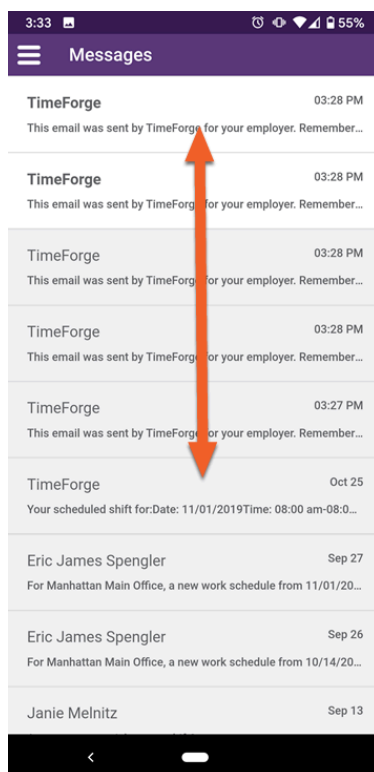 3:33 55%
Messages
TimeForge 03:28 PM
This email was sent by TimeForge for your employer. Remember...
TimeForge 03:28 PM
This email was sent by TimeForge for your employer. Remember...
TimeForge 03:28 PM
This email was sent by TimeForge for your employer. Remember...
TimeForge 03:28 PM
This email was sent by TimeForge for your employer. Remember...
TimeForge 03:27 PM
This email was sent by TimeForge for your employer. Remember...
TimeForge Oct 25
Your scheduled shift for:Date: 11/01/2019Time: 08:00 am-08:0...
Eric James Spengler Sep 27
For Manhattan Main Office, a new work schedule from 11/01/20...
Eric James Spengler Sep 26
For Manhattan Main Office, a new work schedule from 10/14/20...
Janie Melnitz Sep 13